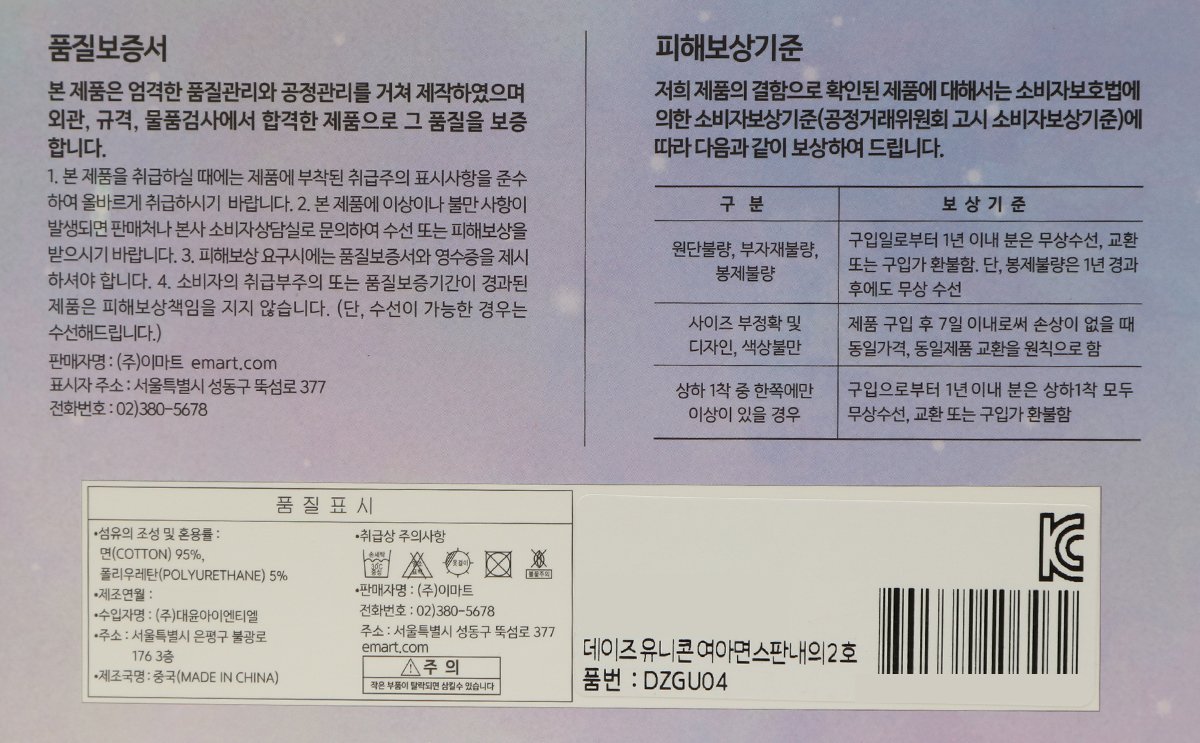 품질보증서
본 제품은 엄격한 품질관리와 공정관리를 거쳐 제작하였으며
외관, 규격, 물품검사에서 합격한 제품으로 그 품질을 보증
합니다.
1. 본 제품을 취급하실 때에는 제품에 부착된 취급주의 표시사항을 준수
하여 올바르게 취급하시기 바랍니다. 2. 본 제품에 이상이나 불만 사항이
발생되면 판매처나 본사 소비자상담실로 문의하여 수선 또는 피해보상을
받으시기 바랍니다. 3. 피해보상 요구시에는 품질보증서와 영수증을 제시
하셔야 합니다. 4. 소비자의 취급부주의 또는 품질보증기간이 경과된
제품은 피해보상책임을 지지 않습니다. (단, 수선이 가능한 경우는
수선해드립니다.)
판매자명 : (주)이마트 emart.com
표시자 주소 : 서울특별시 성동구 뚝섬로 377
전화번호 : 02)380-5678
피해보상기준
저희 제품의 결함으로 확인된 제품에 대해서는 소비자보호법에
의한 소비자보상기준(공정거래위원회 고시 소비자보상기준)에
따라 다음과 같이 보상하여 드립니다.
구 분
보 상 기 준
원단불량, 부자재불량,
봉제불량
구입일로부터 1년 이내 분은 무상수선, 교환
또는 구입가 환불함. 단, 봉제불량은 1년 경과
후에도 무상 수선
사이즈 부정확 및
디자인, 색상불만
제품 구입 후 7일 이내로써 손상이 없을 때
동일가격, 동일제품 교환을 원칙으로 함
상하 1착 중 한쪽에만
이상이 있을 경우
구입으로부터 1년 이내 분은 상하1착 모두
무상수선, 교환 또는 구입가 환불함
품 질 표 시
•섬유의 조성 및 혼용률 :
면(COTTON) 95%,
폴리우레탄(POLYURETHANE) 5%
•제조연월 :
•수입자명 : (주)대윤아이엔티엘
•주소 : 서울특별시 은평구 불광로
176 3층
•제조국명 : 중국(MADE IN CHINA)
•취급상 주의사항
손세탁
30℃
중성
옷걸이
물뿜주의
•판매자명 : (주)이마트
전화번호 : 02)380-5678
주소 : 서울특별시 성동구 뚝섬로 377
emart.com
주 의
작은 부품이 탈락되면 삼킬수 있습니다
KC
데이즈유니콘여아면스판내의2호
품번 : DZGU04